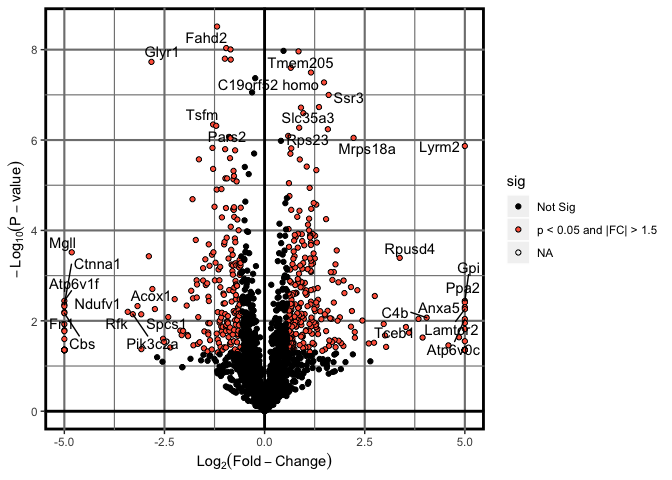 Fahd2
Glyr1
Tmem205
C19orf52 homo
Ssr3
Tsfm
Slc35a3
Pars2
Rps23
Mrps18a
Lyrm2
Mgll
Ctnna1
Rpusd4
Gpi
Atp6v1f
Ppa2
Ndufv1
Acox1
C4b
Anxa5
Rfk
Spcs1
Tceb1
Lamtor2
Cbs
Pik3c2a
Atp6v0c
8
6
4
2
0
−Log10(P − value)
-5.0
-2.5
0.0
2.5
5.0
Log2(Fold − Change)
sig
Not Sig
p < 0.05 and |FC| > 1.5
NA